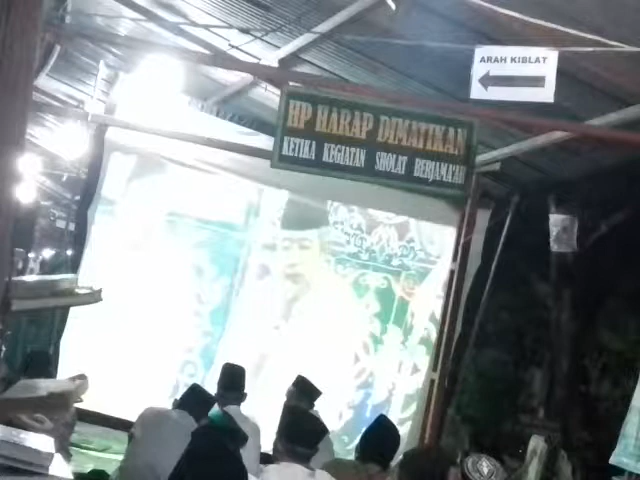 ARAH KIBLAT
HP HARAP DIMATIKAN
KETIKA KEGIATAN SHOLAT BERJAMA'AH